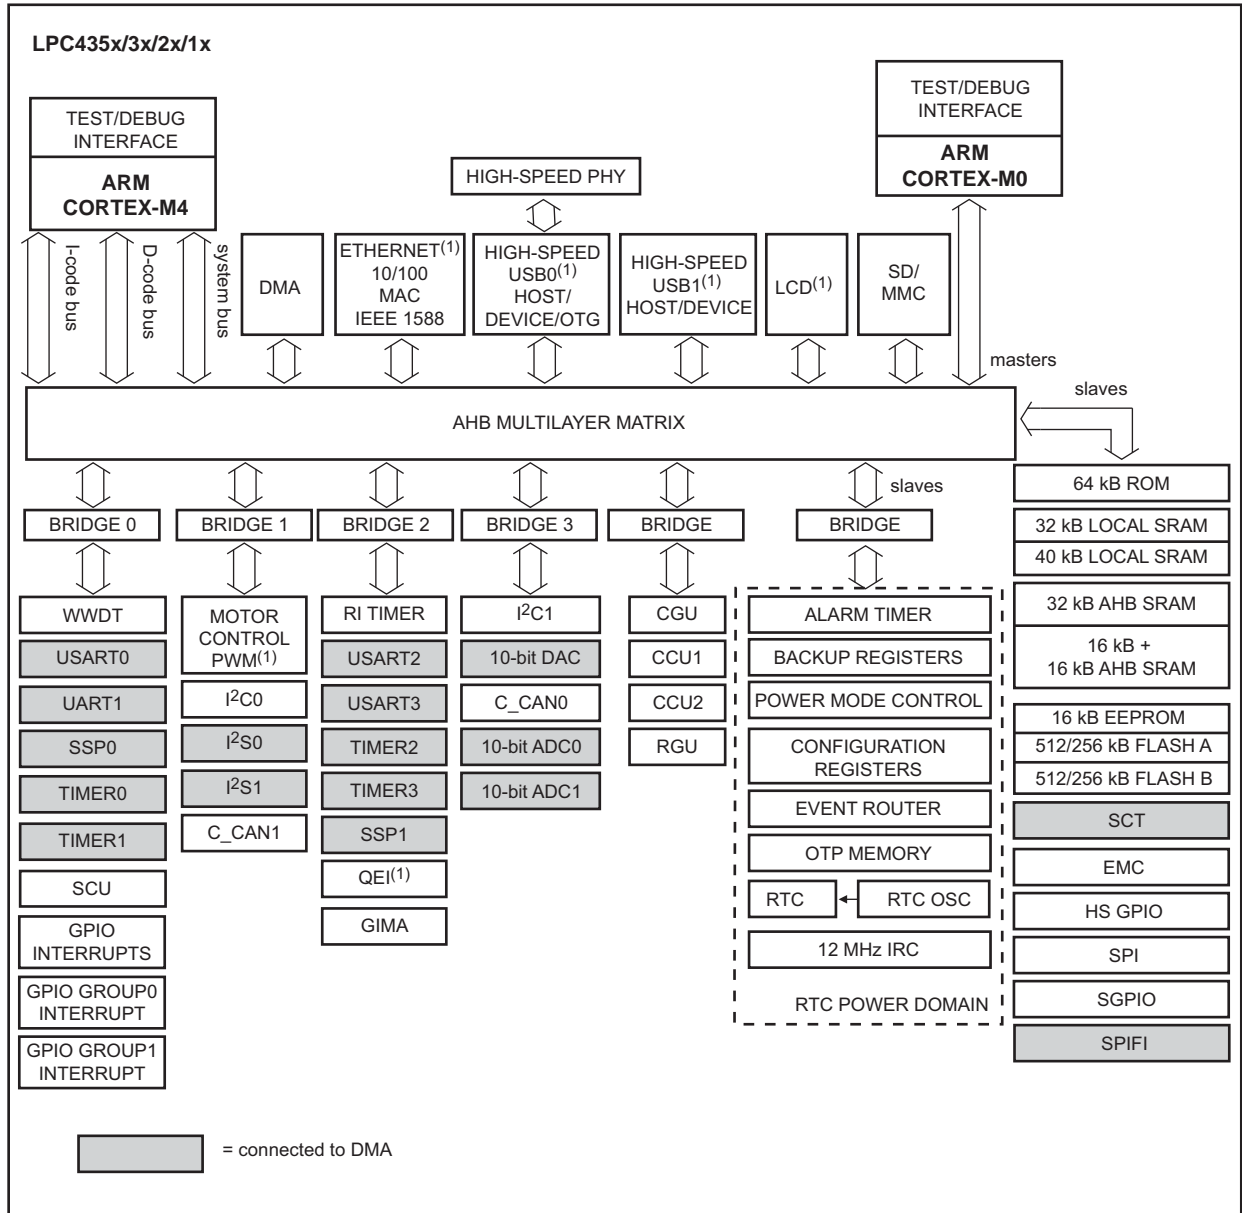 LPC435x/3x/2x/1x
TEST/DEBUG
INTERFACE
ARM
CORTEX-M4
TEST/DEBUG
INTERFACE
ARM
CORTEX-M0
HIGH-SPEED PHY
I-code bus
D-code bus
system bus
DMA
ETHERNET(1)
10/100
MAC
IEEE 1588
HIGH-SPEED
USB0(1)
HOST/
DEVICE/OTG
HIGH-SPEED
USB1(1)
HOST/DEVICE
LCD(1)
SD/
MMC
masters
slaves
AHB MULTILAYER MATRIX
slaves
BRIDGE 0
BRIDGE 1
BRIDGE 2
BRIDGE 3
BRIDGE
BRIDGE
WWDT
USART0
UART1
SSP0
TIMER0
TIMER1
SCU
GPIO
INTERRUPTS
GPIO GROUP0
INTERRUPT
GPIO GROUP1
INTERRUPT
MOTOR
CONTROL
PWM(1)
I2C0
I2S0
I2S1
C_CAN1
RI TIMER
USART2
USART3
TIMER2
TIMER3
SSP1
QEI(1)
GIMA
I2C1
10-bit DAC
C_CAN0
10-bit ADC0
10-bit ADC1
CGU
CCU1
CCU2
RGU
ALARM TIMER
BACKUP REGISTERS
POWER MODE CONTROL
CONFIGURATION
REGISTERS
EVENT ROUTER
OTP MEMORY
RTC
RTC OSC
12 MHz IRC
RTC POWER DOMAIN
64 kB ROM
32 kB LOCAL SRAM
40 kB LOCAL SRAM
32 kB AHB SRAM
16 kB +
16 kB AHB SRAM
16 kB EEPROM
512/256 kB FLASH A
512/256 kB FLASH B
SCT
EMC
HS GPIO
SPI
SGPIO
SPIFI
= connected to DMA